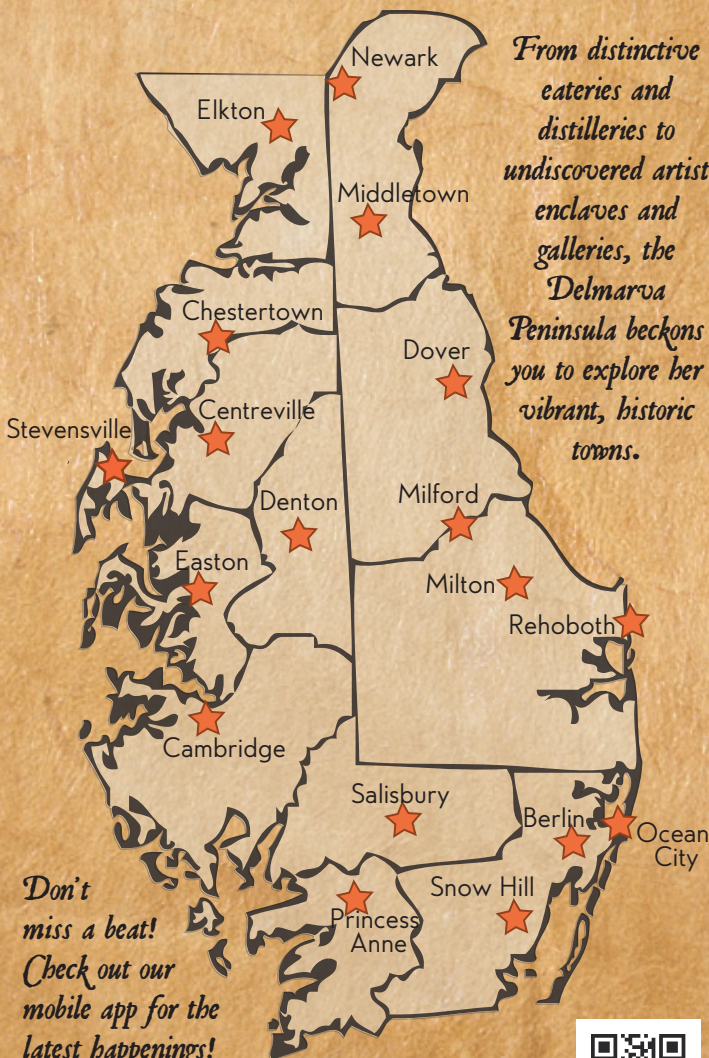 From distinctive
eateries and
distilleries to
undiscovered artist
enclaves and
galleries, the
Delmarva
Peninsula beckons
you to explore her
vibrant, historic
towns.
Newark
Elkton
Middletown
Chestertown
Dover
Centreville
Stevensville
Denton
Milford
Easton
Milton
Rehoboth
Cambridge
Salisbury
Berlin
Ocean
City
Snow Hill
Princess
Anne
Don't
miss a beat!
Check out our
mobile app for the
latest happenings!